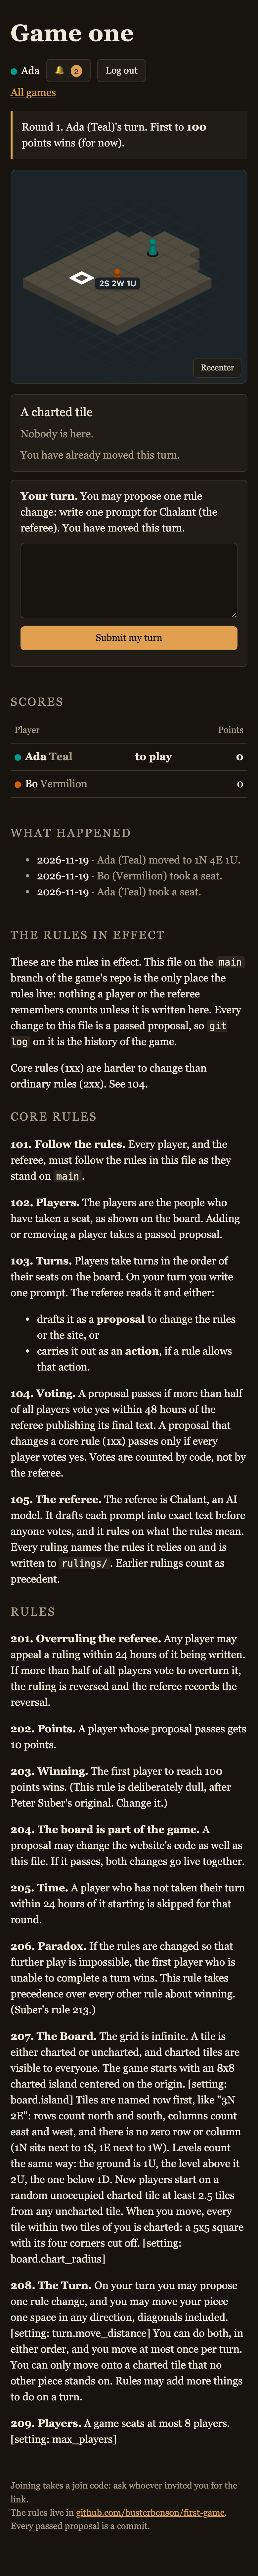 Game one
Ada
2
Log out
All games
Round 1. Ada (Teal)'s turn. First to 100
points wins (for now).
2S 2W 1U
Recenter
A charted tile
Nobody is here.
You have already moved this turn.
Your turn. You may propose one rule
change: write one prompt for Chalant (the
referee). You have moved this turn.
Submit my turn
SCORES
Player Points
Ada Teal to play 0
Bo Vermilion 0
WHAT HAPPENED
• 2026-11-19 · Ada (Teal) moved to 1N 4E 1U.
• 2026-11-19 · Bo (Vermilion) took a seat.
• 2026-11-19 · Ada (Teal) took a seat.
THE RULES IN EFFECT
These are the rules in effect. This file on the main
branch of the game's repo is the only place the
rules live: nothing a player or the referee
remembers counts unless it is written here. Every
change to this file is a passed proposal, so git
log on it is the history of the game.
Core rules (1xx) are harder to change than
ordinary rules (2xx). See 104.
CORE RULES
101. Follow the rules. Every player, and the
referee, must follow the rules in this file as they
stand on main.
102. Players. The players are the people who
have taken a seat, as shown on the board. Adding
or removing a player takes a passed proposal.
103. Turns. Players take turns in the order of
their seats on the board. On your turn you write
one prompt. The referee reads it and either:
• drafts it as a proposal to change the rules
or the site, or
• carries it out as an action, if a rule allows
that action.
104. Voting. A proposal passes if more than half
of all players vote yes within 48 hours of the
referee publishing its final text. A proposal that
changes a core rule (1xx) passes only if every
player votes yes. Votes are counted by code, not by
the referee.
105. The referee. The referee is Chalant, an AI
model. It drafts each prompt into exact text before
anyone votes, and it rules on what the rules mean.
Every ruling names the rules it relies on and is
written to rulings/. Earlier rulings count as
precedent.
RULES
201. Overruling the referee. Any player may
appeal a ruling within 24 hours of it being written.
If more than half of all players vote to overturn it,
the ruling is reversed and the referee records the
reversal.
202. Points. A player whose proposal passes gets
10 points.
203. Winning. The first player to reach 100
points wins. (This rule is deliberately dull, after
Peter Suber's original. Change it.)
204. The board is part of the game. A
proposal may change the website's code as well as
this file. If it passes, both changes go live together.
205. Time. A player who has not taken their turn
within 24 hours of it starting is skipped for that
round.
206. Paradox. If the rules are changed so that
further play is impossible, the first player who is
unable to complete a turn wins. This rule takes
precedence over every other rule about winning.
(Suber's rule 213.)
207. The Board. The grid is infinite. A tile is
either charted or uncharted, and charted tiles are
visible to everyone. The game starts with an 8x8
charted island centered on the origin. [setting:
board.island] Tiles are named row first, like "3N
2E": rows count north and south, columns count
east and west, and there is no zero row or column
(1N sits next to 1S, 1E next to 1W). Levels count
the same way: the ground is 1U, the level above it
2U, the one below 1D. New players start on a
random unoccupied charted tile at least 2.5 tiles
from any uncharted tile. When you move, every
tile within two tiles of you is charted: a 5x5 square
with its four corners cut off. [setting:
board.chart_radius]
208. The Turn. On your turn you may propose
one rule change, and you may move your piece
one space in any direction, diagonals included.
[setting: turn.move_distance] You can do both, in
either order, and you move at most once per turn.
You can only move onto a charted tile that no
other piece stands on. Rules may add more things
to do on a turn.
209. Players. A game seats at most 8 players.
[setting: max_players]
Joining takes a join code: ask whoever invited you for the
link.
The rules live in github.com/busterbenson/first-game.
Every passed proposal is a commit.